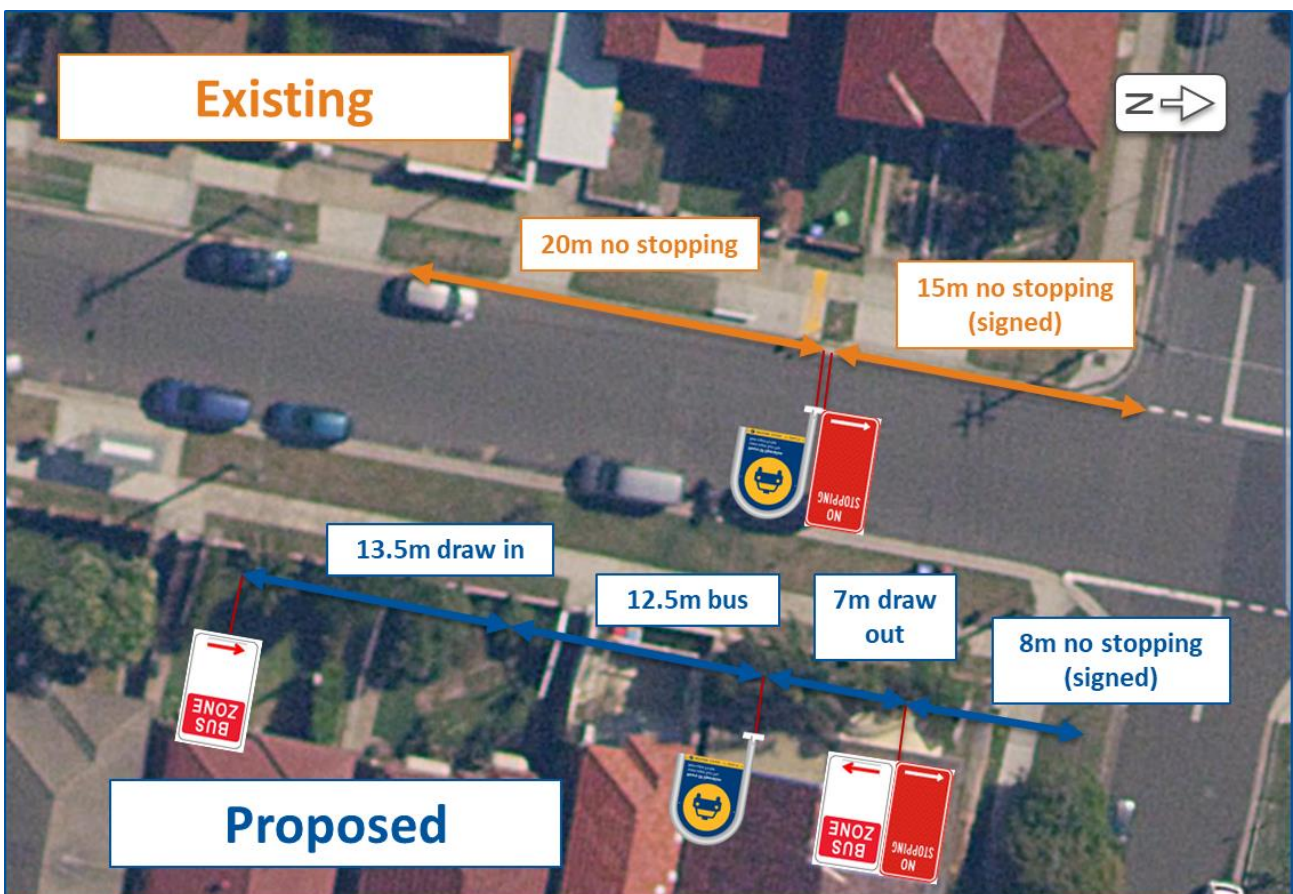 Existing
N
20m no stopping
15m no stopping
(signed)
NO
STOPPING
13.5m draw in
12.5m bus
7m draw
out
8m no stopping
(signed)
BUS
ZONE
BUS
ZONE
NO
STOPPING
Proposed